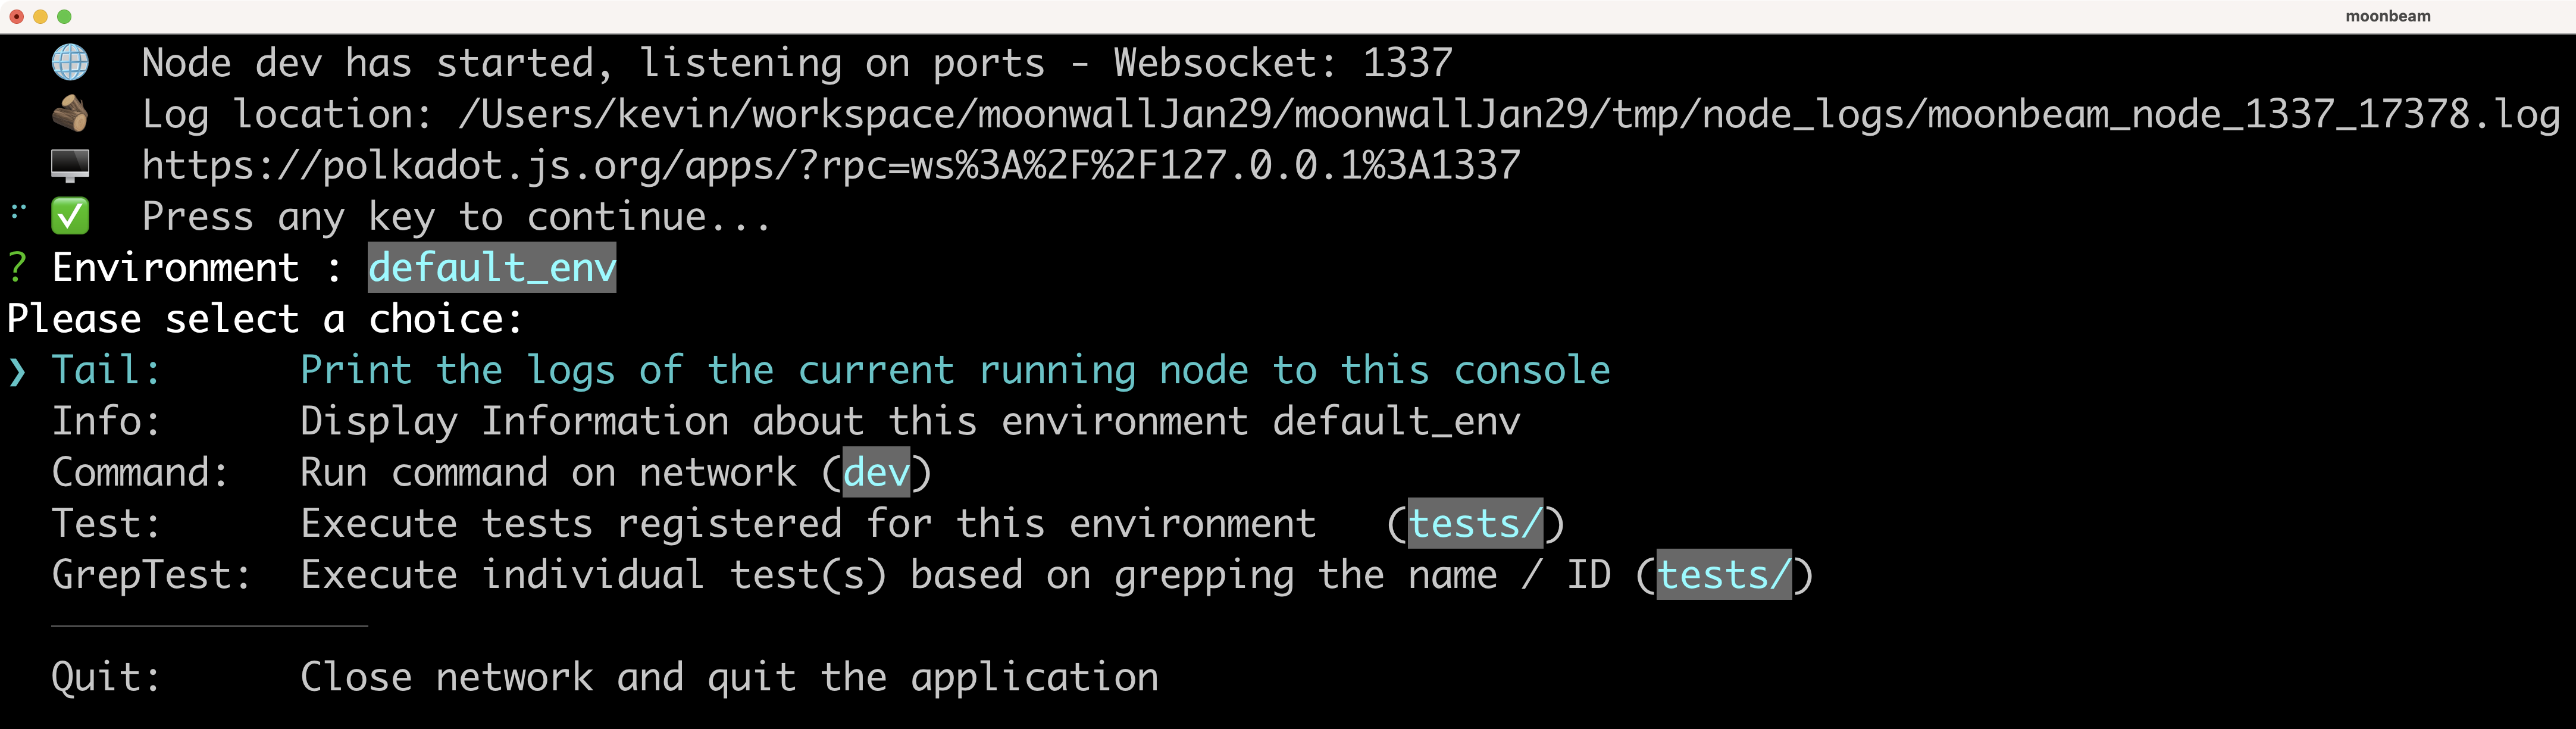 moonbeam
Node dev has started, listening on ports - Websocket: 1337
Log location: /Users/kevin/workspace/moonwallJan29/moonwallJan29/tmp/node_logs/moonbeam_node_1337_17378.log
https://polkadot.js.org/apps/?rpc=ws%3A%2F%2F127.0.0.1%3A1337
Press any key to continue...
? Environment : default_env
Please select a choice:
❯ Tail: Print the logs of the current running node to this console
Info: Display Information about this environment default_env
Command: Run command on network (dev)
Test: Execute tests registered for this environment (tests/)
GrepTest: Execute individual test(s) based on grepping the name / ID (tests/)
Quit: Close network and quit the application